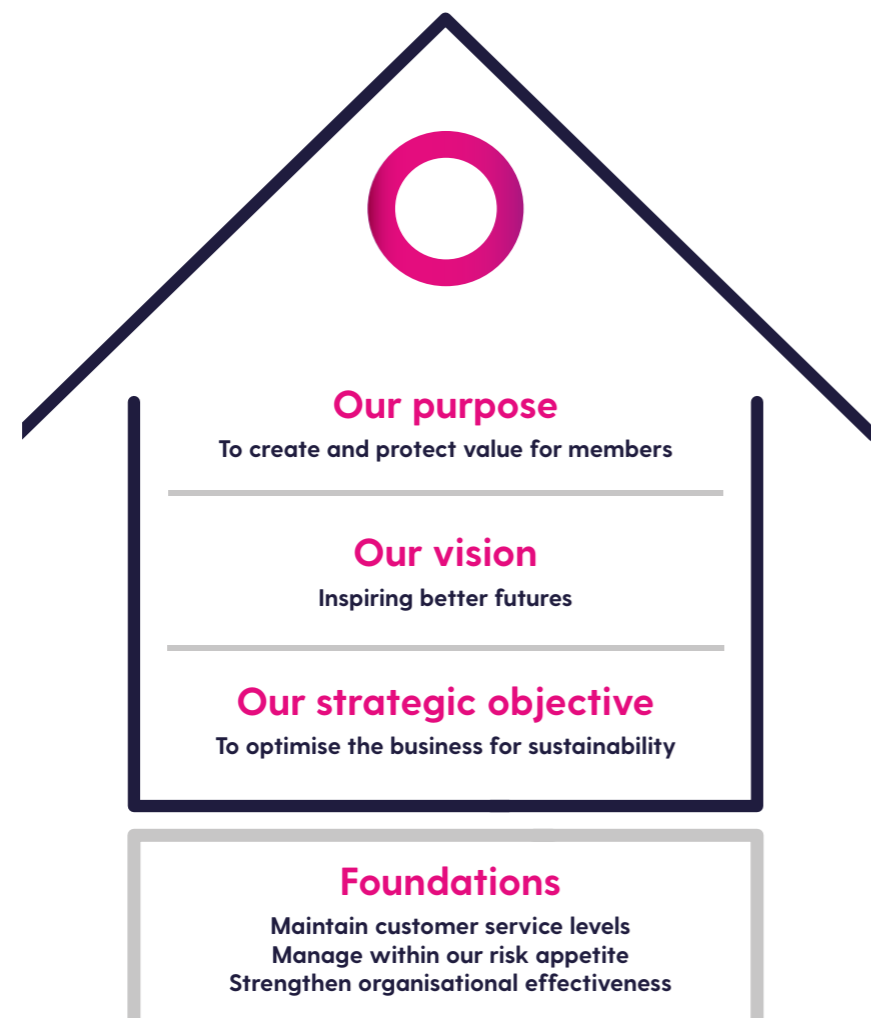 Our purpose
To create and protect value for members
Our vision
Inspiring better futures
Our strategic objective
To optimise the business for sustainability
Foundations
Maintain customer service levels
Manage within our risk appetite
Strengthen organisational effectiveness